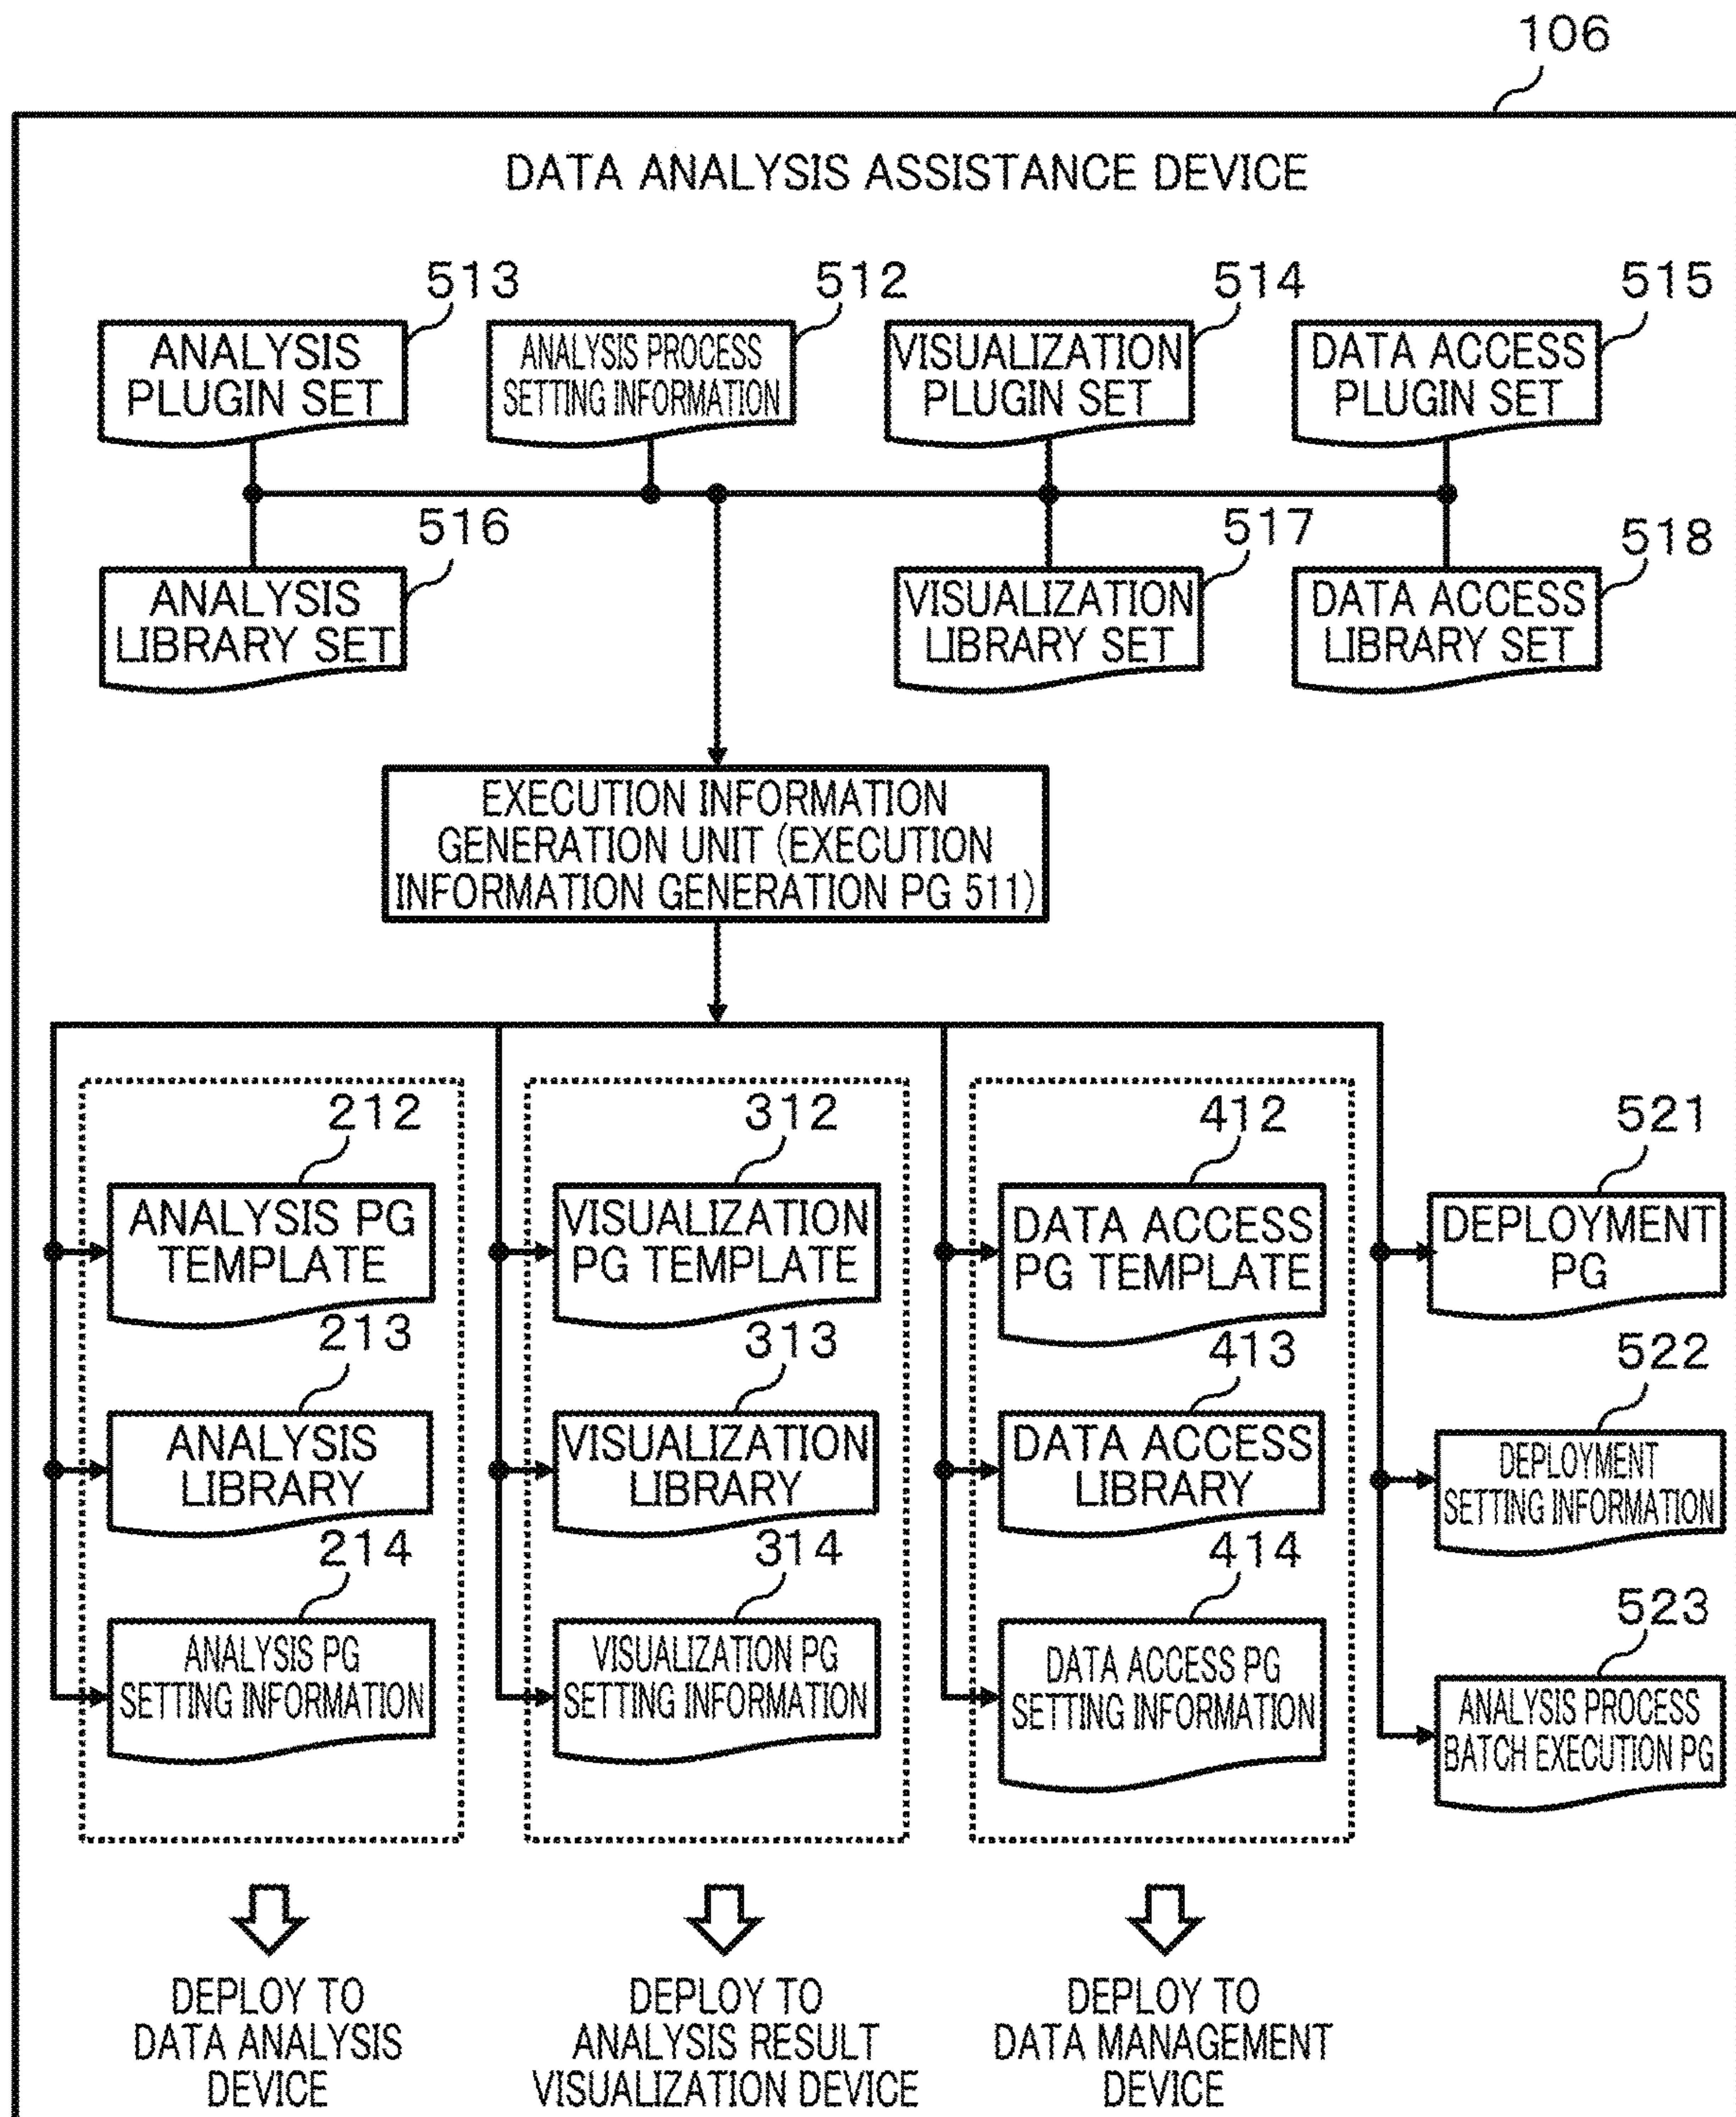 106
DATA ANALYSIS ASSISTANCE DEVICE
513
512
514
515
ANALYSIS
PLUGIN SET
ANALYSIS PROCESS
SETTING INFORMATION
VISUALIZATION
PLUGIN SET
DATA ACCESS
PLUGIN SET
516
517
518
ANALYSIS
LIBRARY SET
VISUALIZATION
LIBRARY SET
DATA ACCESS
LIBRARY SET
EXECUTION INFORMATION
GENERATION UNIT (EXECUTION
INFORMATION GENERATION PG 511)
212
312
412
521
ANALYSIS PG
TEMPLATE
VISUALIZATION
PG TEMPLATE
DATA ACCESS
PG TEMPLATE
DEPLOYMENT
PG
213
313
413
522
ANALYSIS
LIBRARY
VISUALIZATION
LIBRARY
DATA ACCESS
LIBRARY
DEPLOYMENT
SETTING INFORMATION
214
314
414
523
ANALYSIS PG
SETTING INFORMATION
VISUALIZATION PG
SETTING INFORMATION
DATA ACCESS PG
SETTING INFORMATION
ANALYSIS PROCESS
BATCH EXECUTION PG
DEPLOY TO
DATA ANALYSIS
DEVICE
DEPLOY TO
ANALYSIS RESULT
VISUALIZATION DEVICE
DEPLOY TO
DATA MANAGEMENT
DEVICE